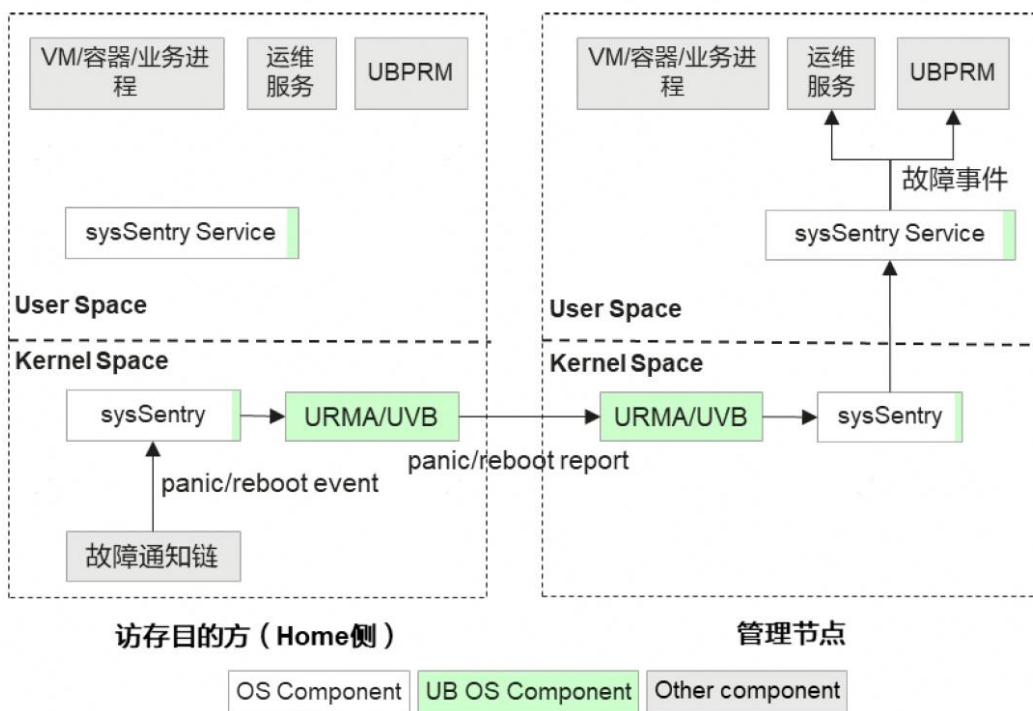 VM/容器/业务进
程
运维
服务
UBPRM
sysSentry Service
User Space
Kernel Space
sysSentry
URMA/UVB
panic/reboot event
故障通知链
访存目的方（Home侧）
panic/reboot report
VM/容器/业务进
程
运维
服务
UBPRM
故障事件
sysSentry Service
User Space
Kernel Space
URMA/UVB
sysSentry
管理节点
OS Component
UB OS Component
Other component